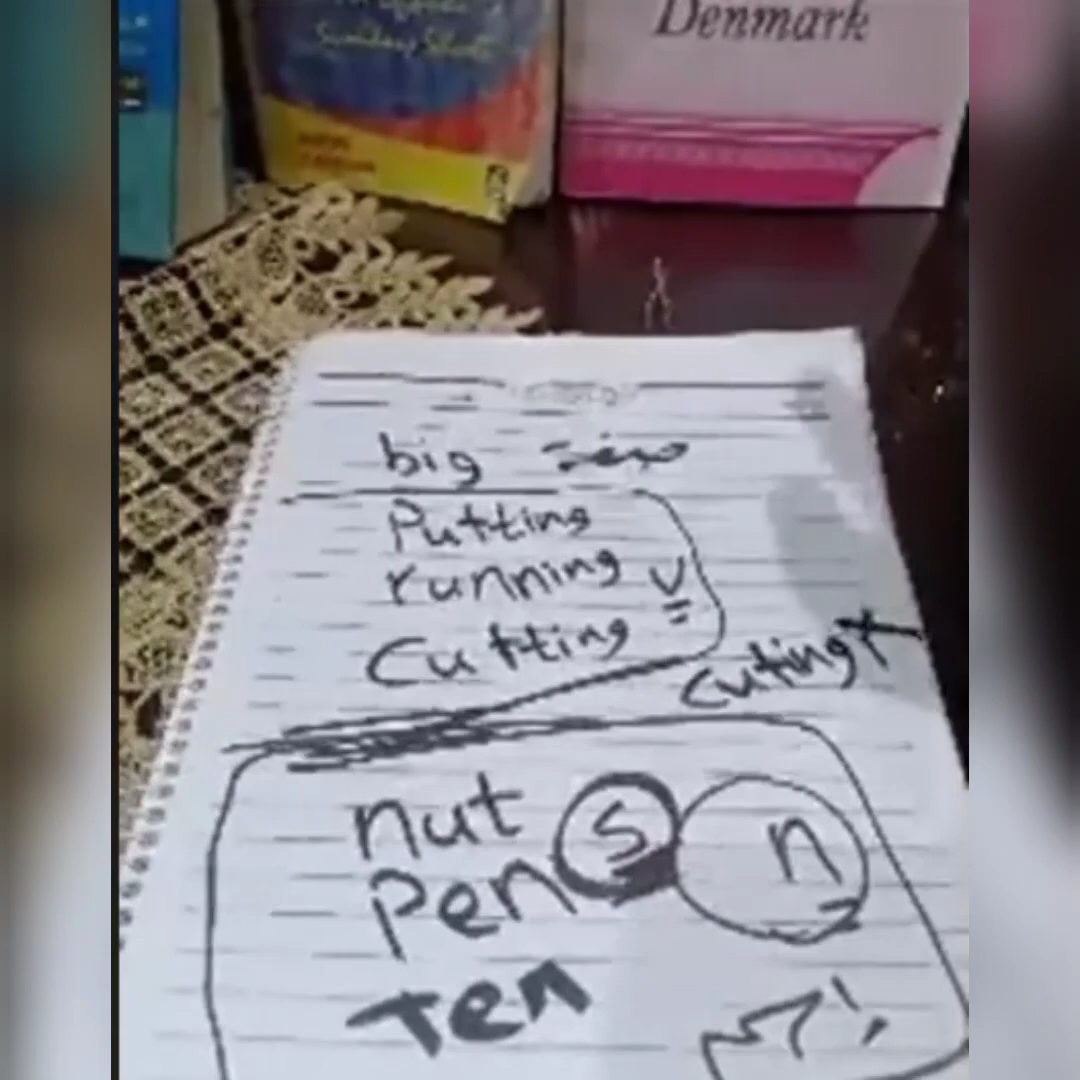 Denmark
big
Putting
running
Cutting
cuting
nut s n
Pen
Ten